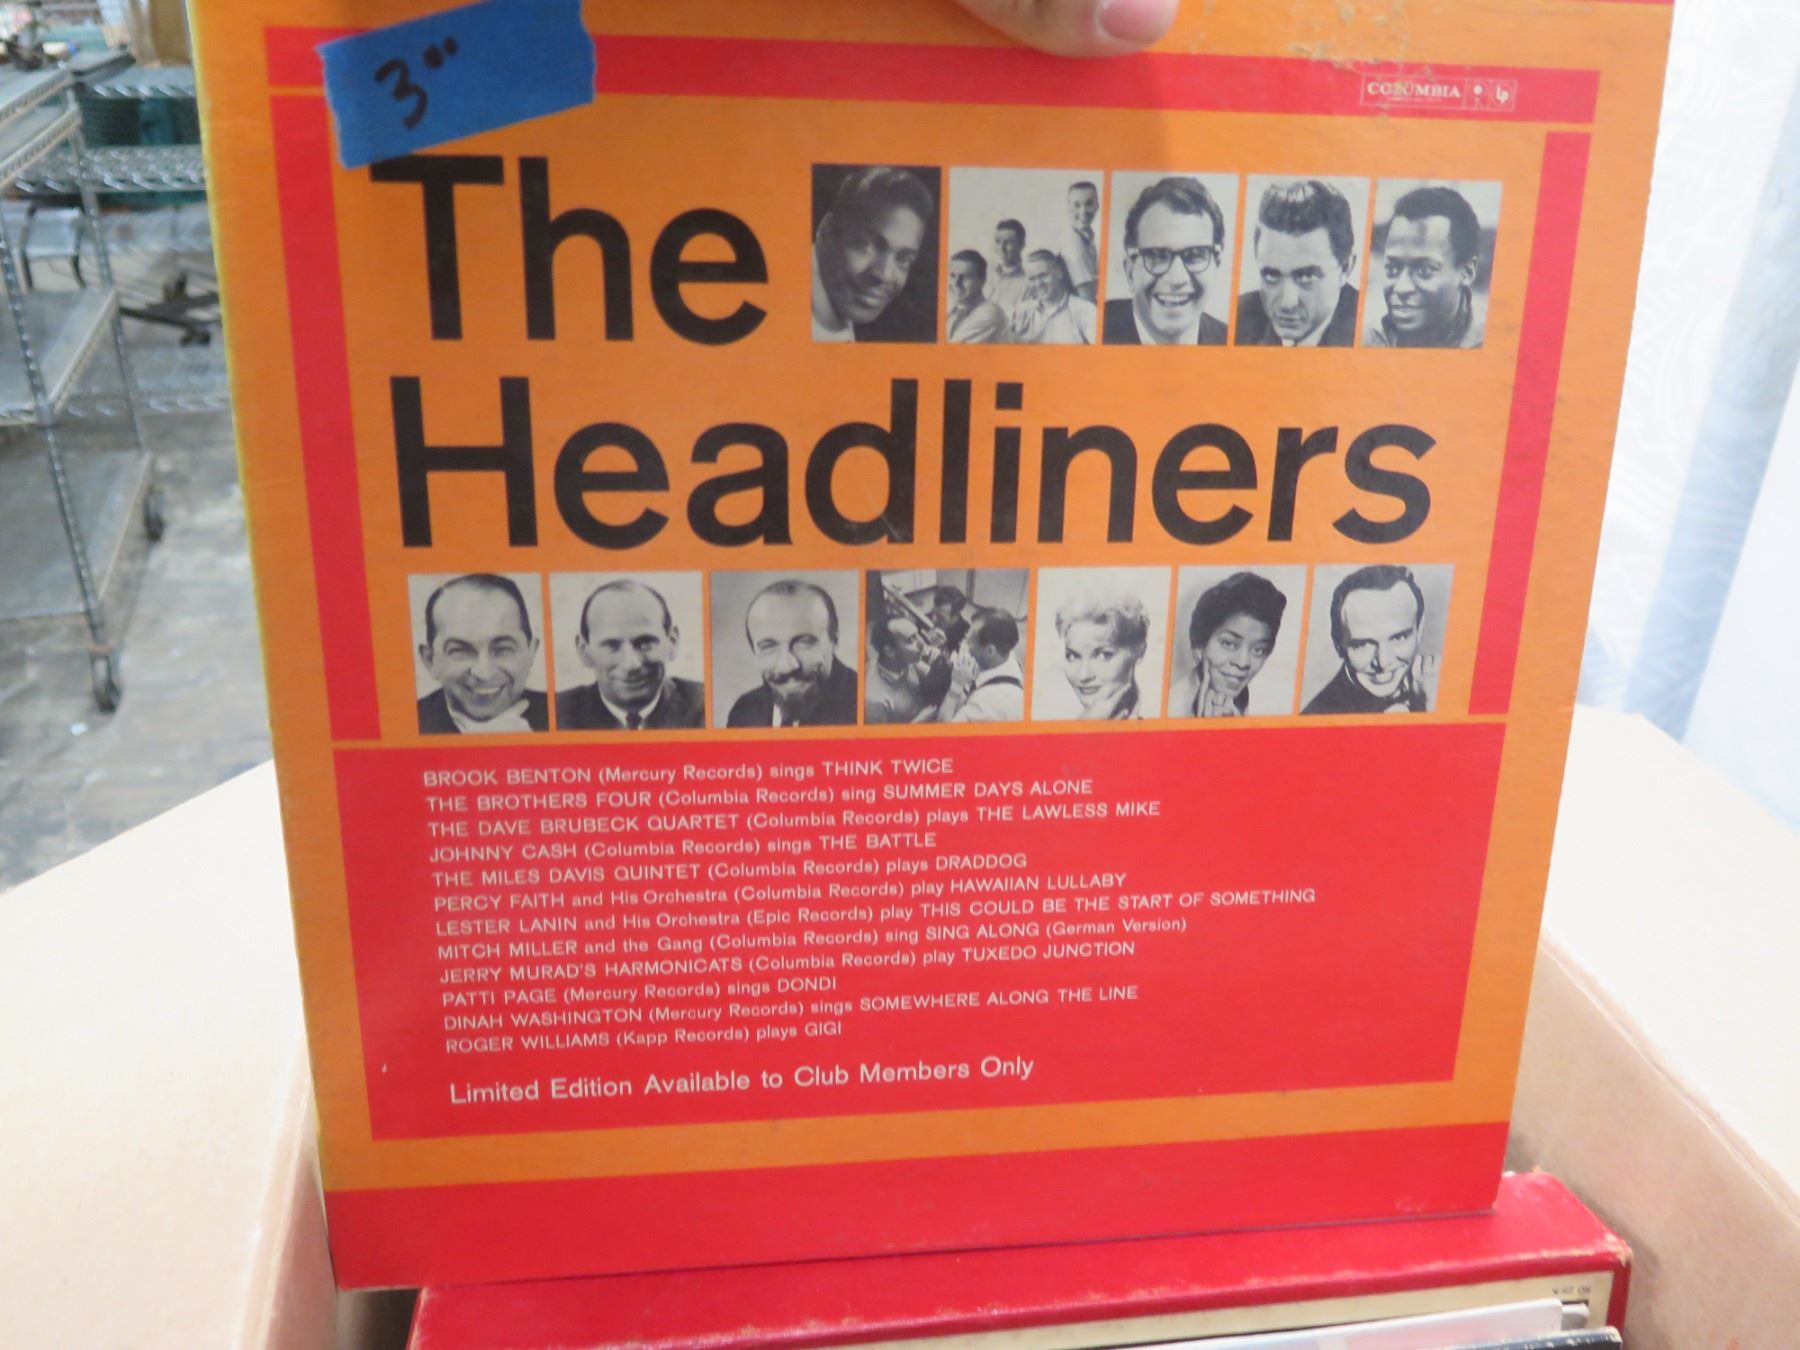 3°°
COLUMBIA
The
Headliners
BROOK BENTON (Mercury Records) sings THINK TWICE
THE BROTHERS FOUR (Columbia Records) sing SUMMER DAYS ALONE
THE DAVE BRUBECK QUARTET (Columbia Records) plays THE LAWLESS MIKE
JOHNNY CASH (Columbia Records) sings THE BATTLE
THE MILES DAVIS QUINTET (Columbia Records) plays DRADDOG
PERCY FAITH and His Orchestra (Columbia Records) play HAWAIIAN LULLABY
LESTER LANIN and His Orchestra (Epic Records) play THIS COULD BE THE START OF SOMETHING
MITCH MILLER and the Gang (Columbia Records) sing SING ALONG (German Version)
JERRY MURAD'S HARMONICATS (Columbia Records) play TUXEDO JUNCTION
PATTI PAGE (Mercury Records) sings DONDI
DINAH WASHINGTON (Mercury Records) sings SOMEWHERE ALONG THE LINE
ROGER WILLIAMS (Kapp Records) plays GIGI
Limited Edition Available to Club Members Only